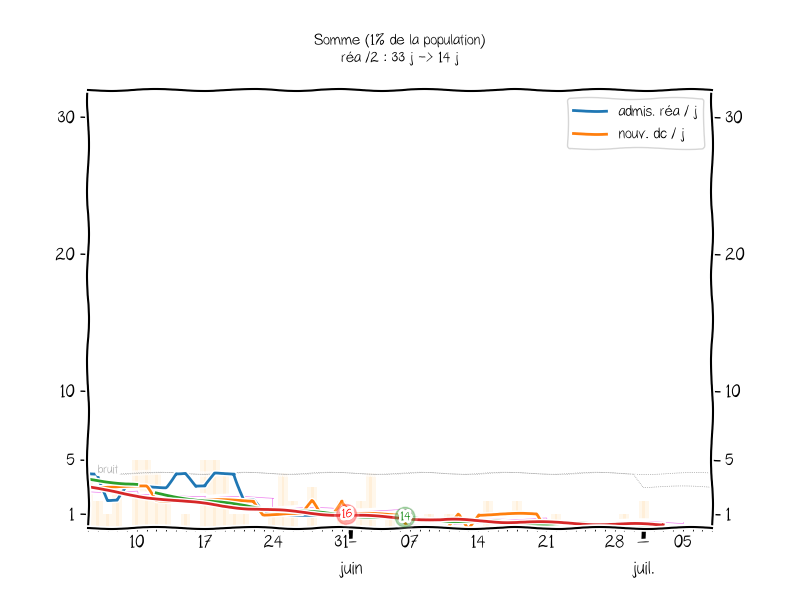 Somme (1% de la population)
réa /2 : 33 j -> 14 j
admis. réa / j
nouv. dc / j
30
30
20
20
10
10
5
5
bruit
1
1
16
14
10 17 24 31 07 14 21 28 05
juin juil.